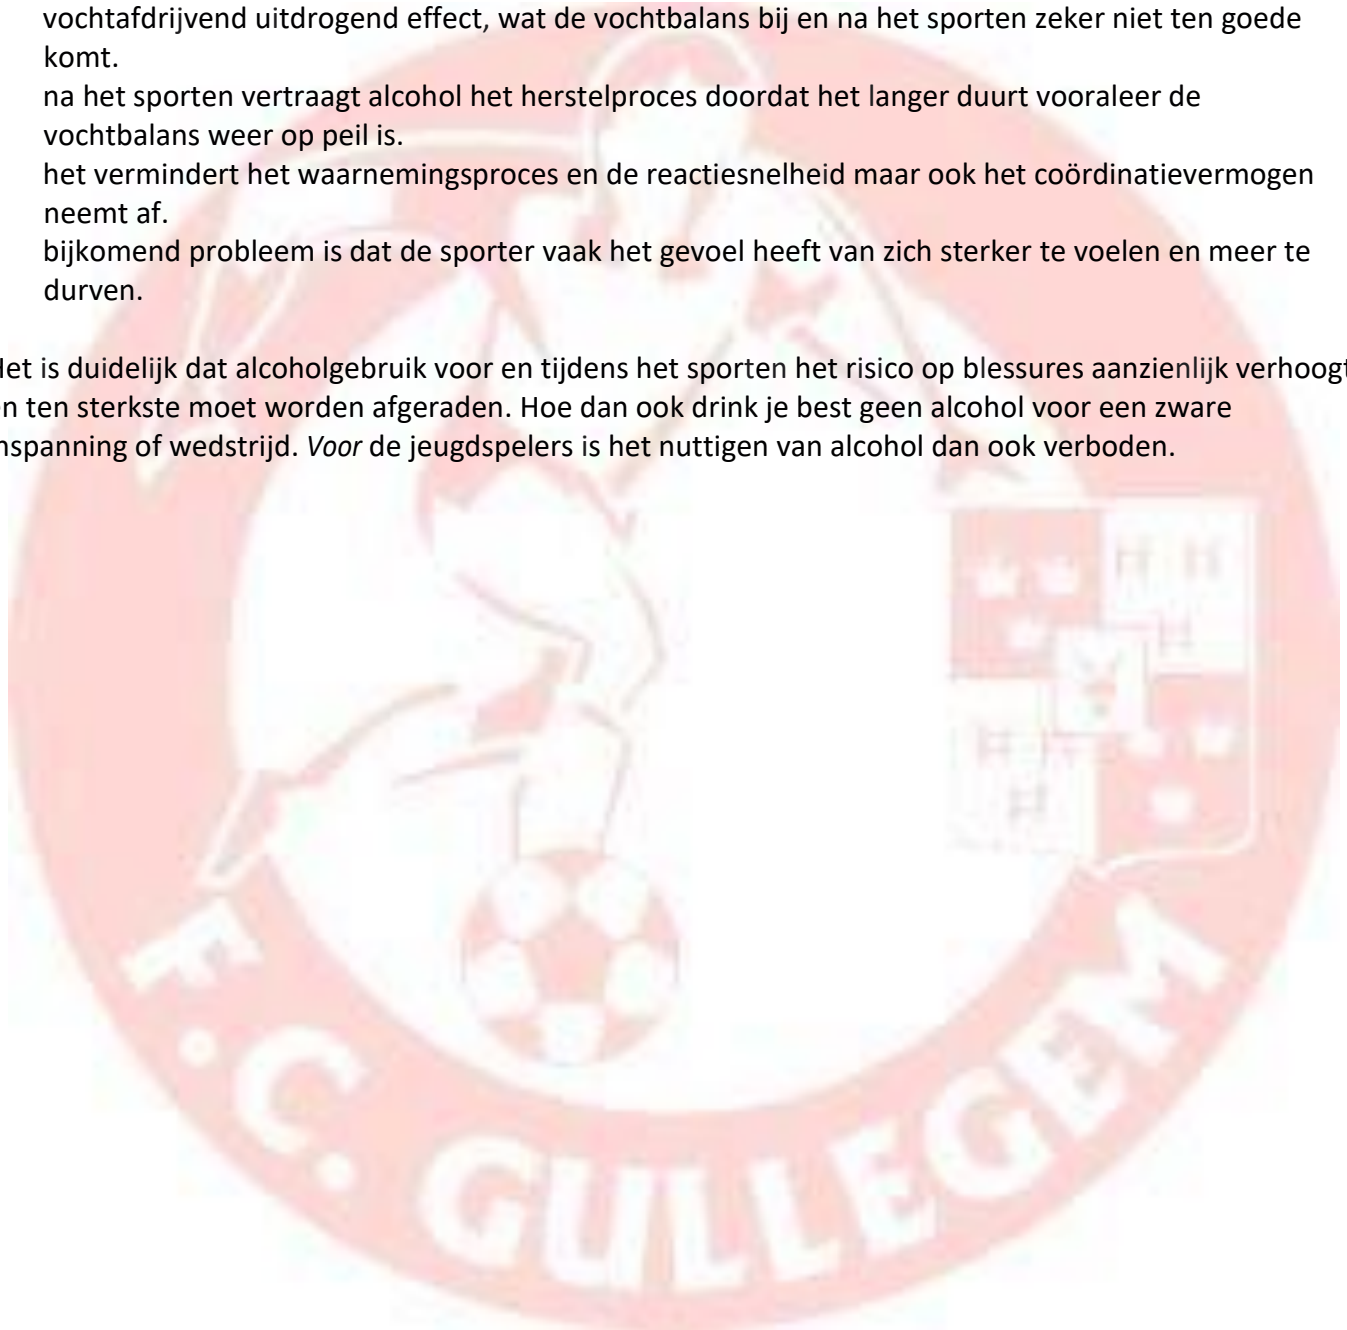 vochtafdrijvend uitdrogend effect, wat de vochtbalans bij en na het sporten zeker niet ten goede
komt.
na het sporten vertraagt alcohol het herstelproces doordat het langer duurt vooraleer de
vochtbalans weer op peil is.
het vermindert het waarnemingsproces en de reactiesnelheid maar ook het coördinatievermogen
neemt af.
bijkomend probleem is dat de sporter vaak het gevoel heeft van zich sterker te voelen en meer te
durven.
Het is duidelijk dat alcoholgebruik voor en tijdens het sporten het risico op blessures aanzienlijk verhoogt
en ten sterkste moet worden afgeraden. Hoe dan ook drink je best geen alcohol voor een zware
inspanning of wedstrijd. Voor de jeugdspelers is het nuttigen van alcohol dan ook verboden.
F.C. GULLEGEM